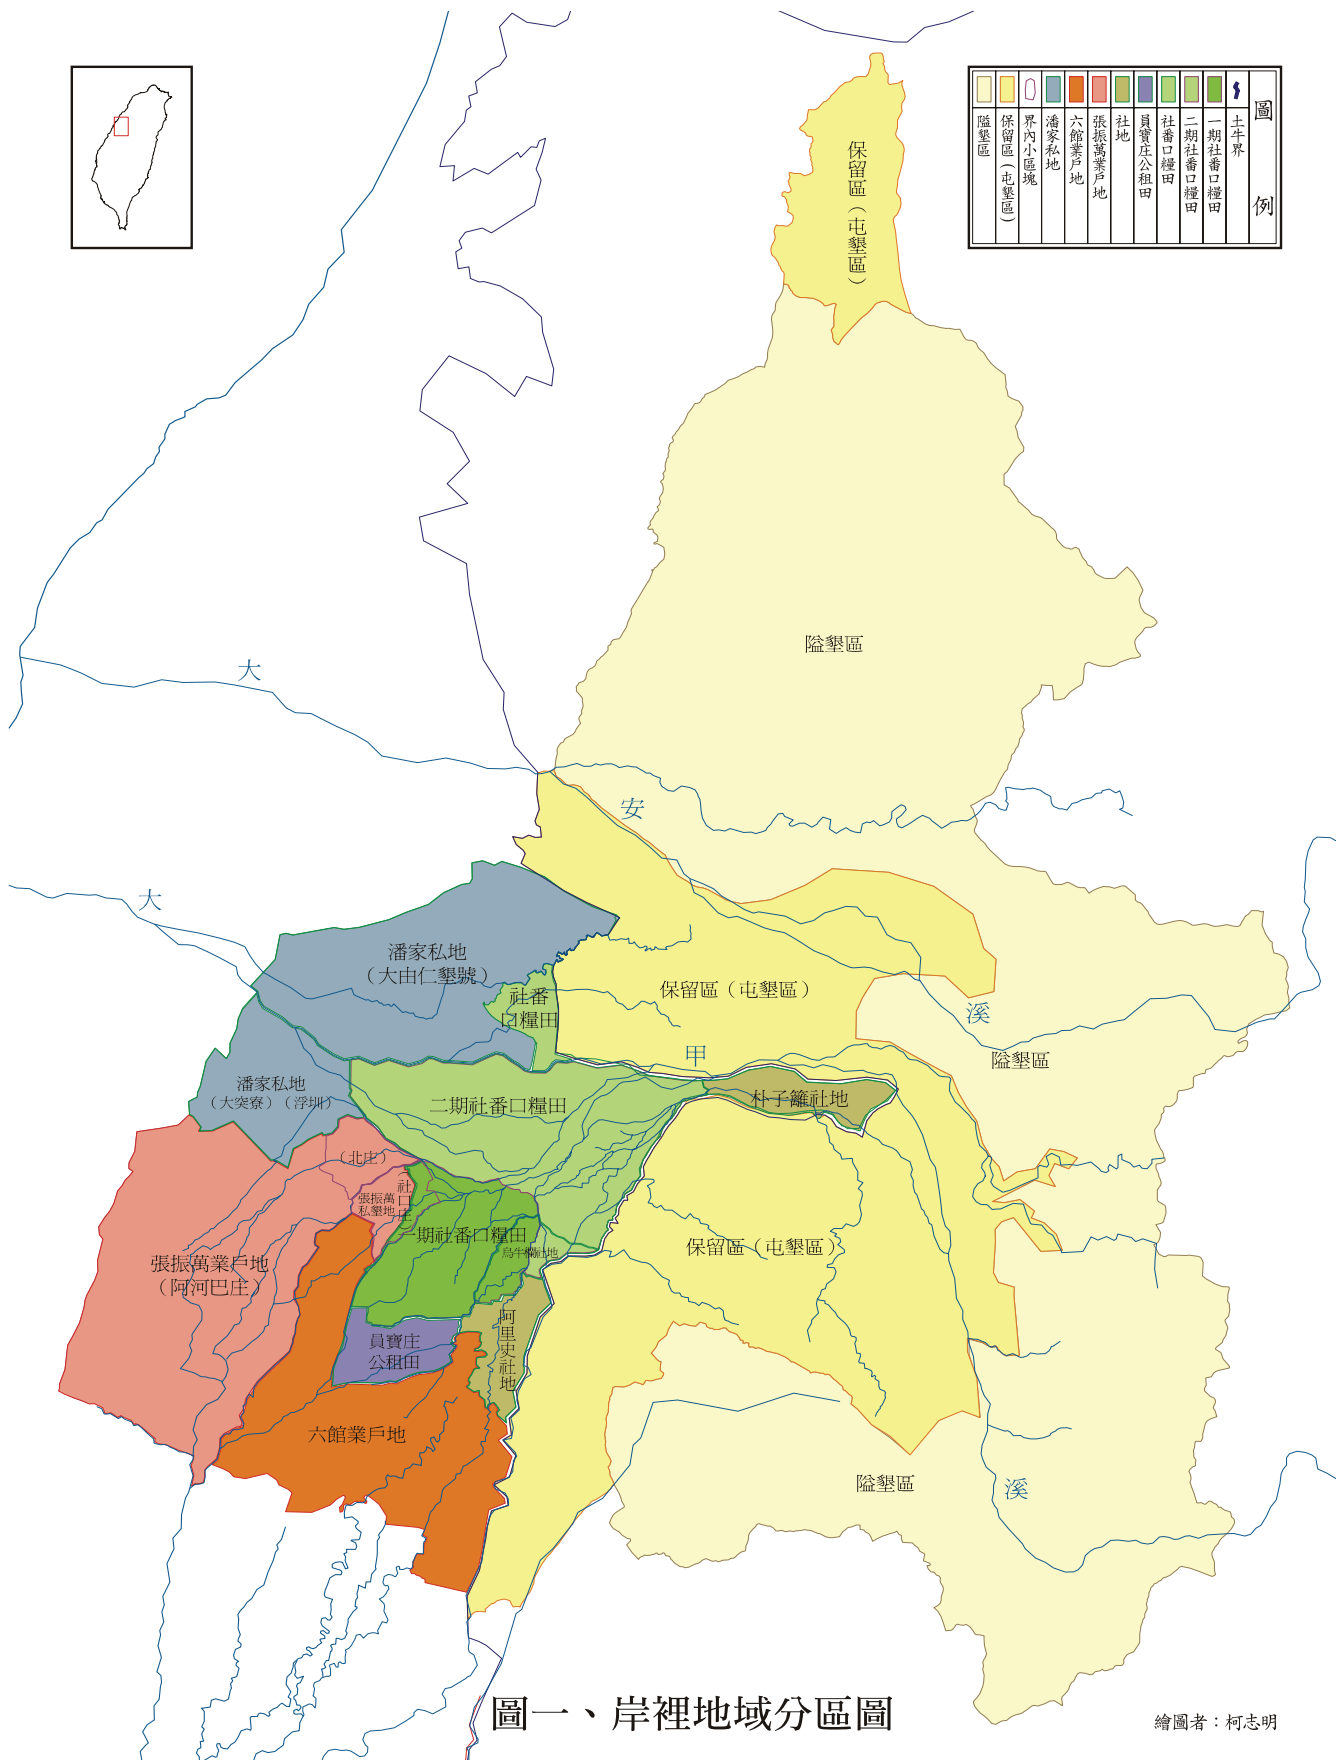 圖例
土牛界
一期社番口糧田
二期社番口糧田
社番口糧田
員寶庄公租田
社地
張振萬業戶地
六館業戶地
潘家私地
界內小區塊
保留區（屯墾區）
隘墾區
保留區（屯墾區）
隘墾區
大
安
大
潘家私地
（大由仁墾號）
社番
口糧田
保留區（屯墾區）
溪
甲
隘墾區
潘家私地
（大突寮）（浮圳）
二期社番口糧田
朴子籬社地
（北庄）
張振萬
私墾地
（社口庄）
一期社番口糧田
烏牛欄社地
保留區（屯墾區）
張振萬業戶地
（阿河巴庄）
員寶庄
公租田
阿里史社地
六館業戶地
隘墾區
溪
圖一、岸裡地域分區圖
繪圖者：柯志明